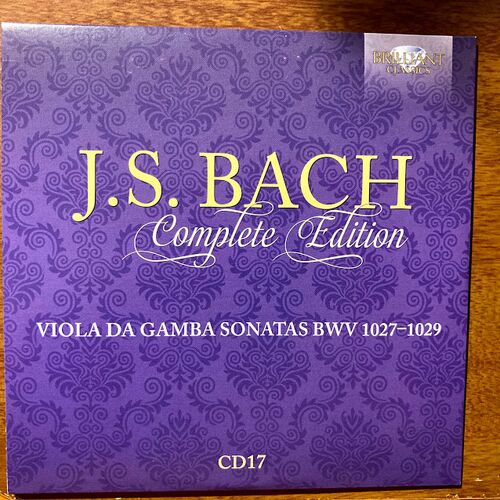 BRILLIANT
CLASSICS
J.S. BACH
Complete Edition
VIOLA DA GAMBA SONATAS BWV 1027–1029
CD17